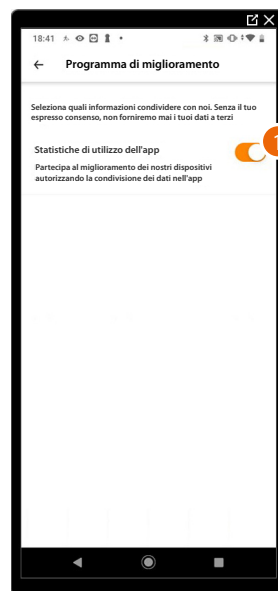 18:41
Programma di miglioramento
Seleziona quali informazioni condividere con noi. Senza il tuo
espresso consenso, non forniremo mai i tuoi dati a terzi
Statistiche di utilizzo dell'app
Partecipa al miglioramento dei nostri dispositivi
autorizzando la condivisione dei dati nell'app